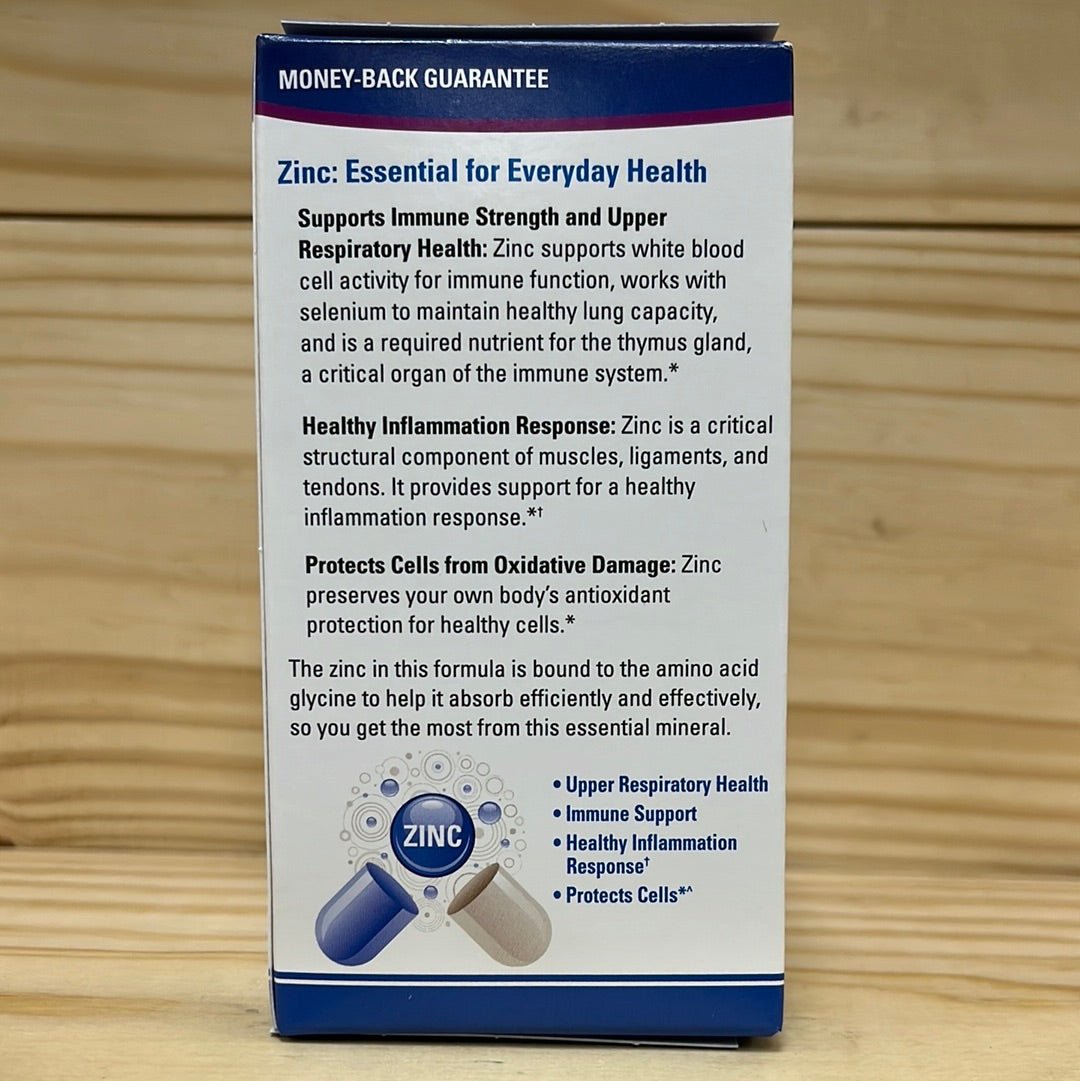 MONEY-BACK GUARANTEE
Zinc: Essential for Everyday Health
Supports Immune Strength and Upper
Respiratory Health: Zinc supports white blood
cell activity for immune function, works with
selenium to maintain healthy lung capacity,
and is a required nutrient for the thymus gland,
a critical organ of the immune system.*
Healthy Inflammation Response: Zinc is a critical
structural component of muscles, ligaments, and
tendons. It provides support for a healthy
inflammation response.*†
Protects Cells from Oxidative Damage: Zinc
preserves your own body’s antioxidant
protection for healthy cells.*
The zinc in this formula is bound to the amino acid
glycine to help it absorb efficiently and effectively,
so you get the most from this essential mineral.
ZINC
• Upper Respiratory Health
• Immune Support
• Healthy Inflammation
Response†
• Protects Cells*^